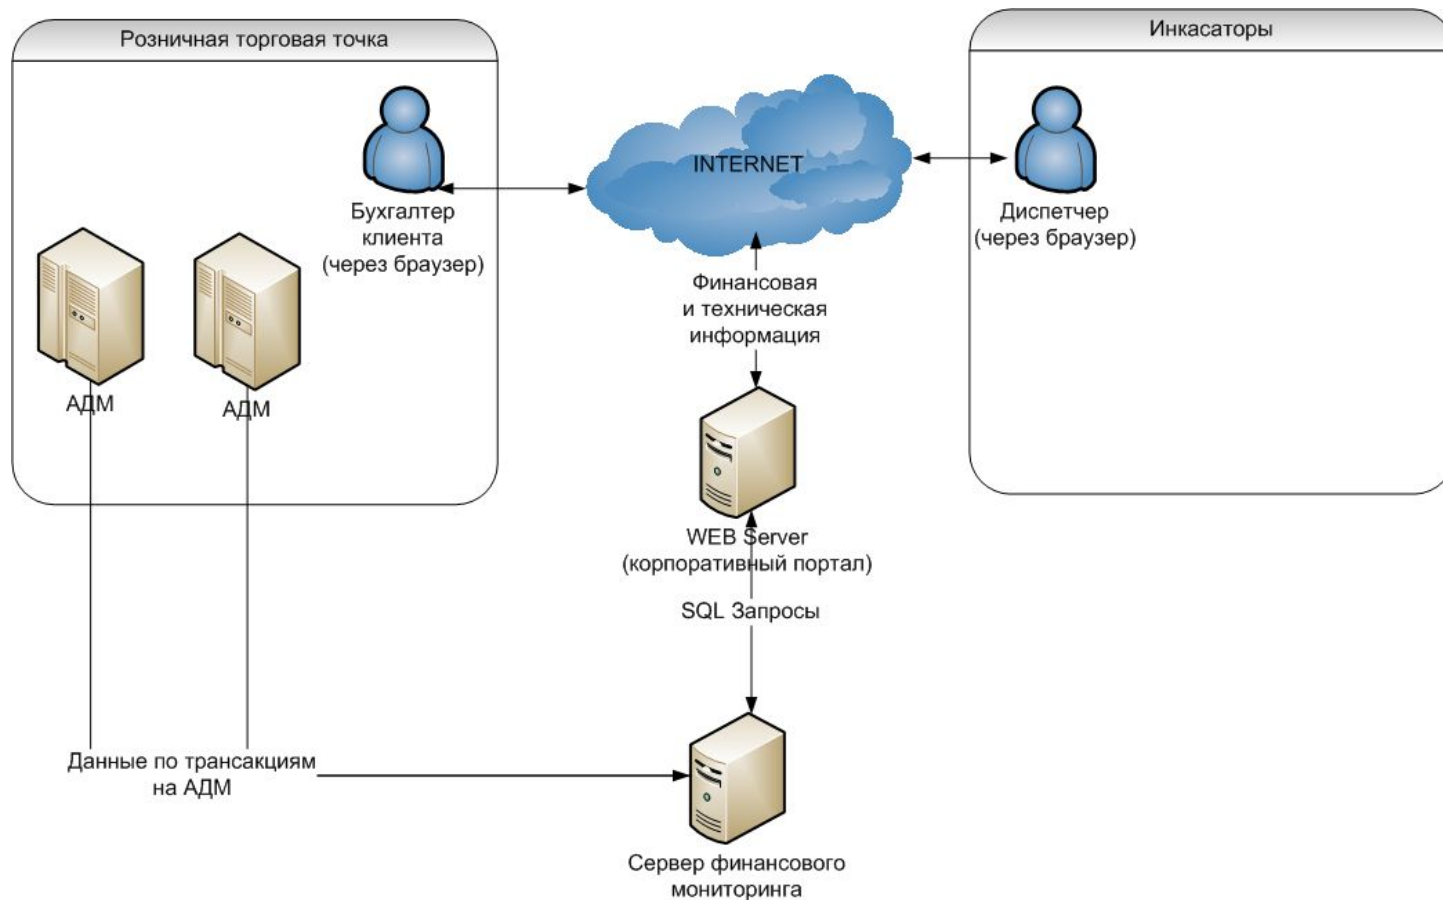 Розничная торговая точка
Инкасаторы
INTERNET
Бухгалтер
клиента
(через браузер)
Диспетчер
(через браузер)
Финансовая
и техническая
информация
АДМ
АДМ
WEB Server
(корпоративный портал)
SQL Запросы
Данные по трансакциям
на АДМ
Сервер финансового
мониторинга